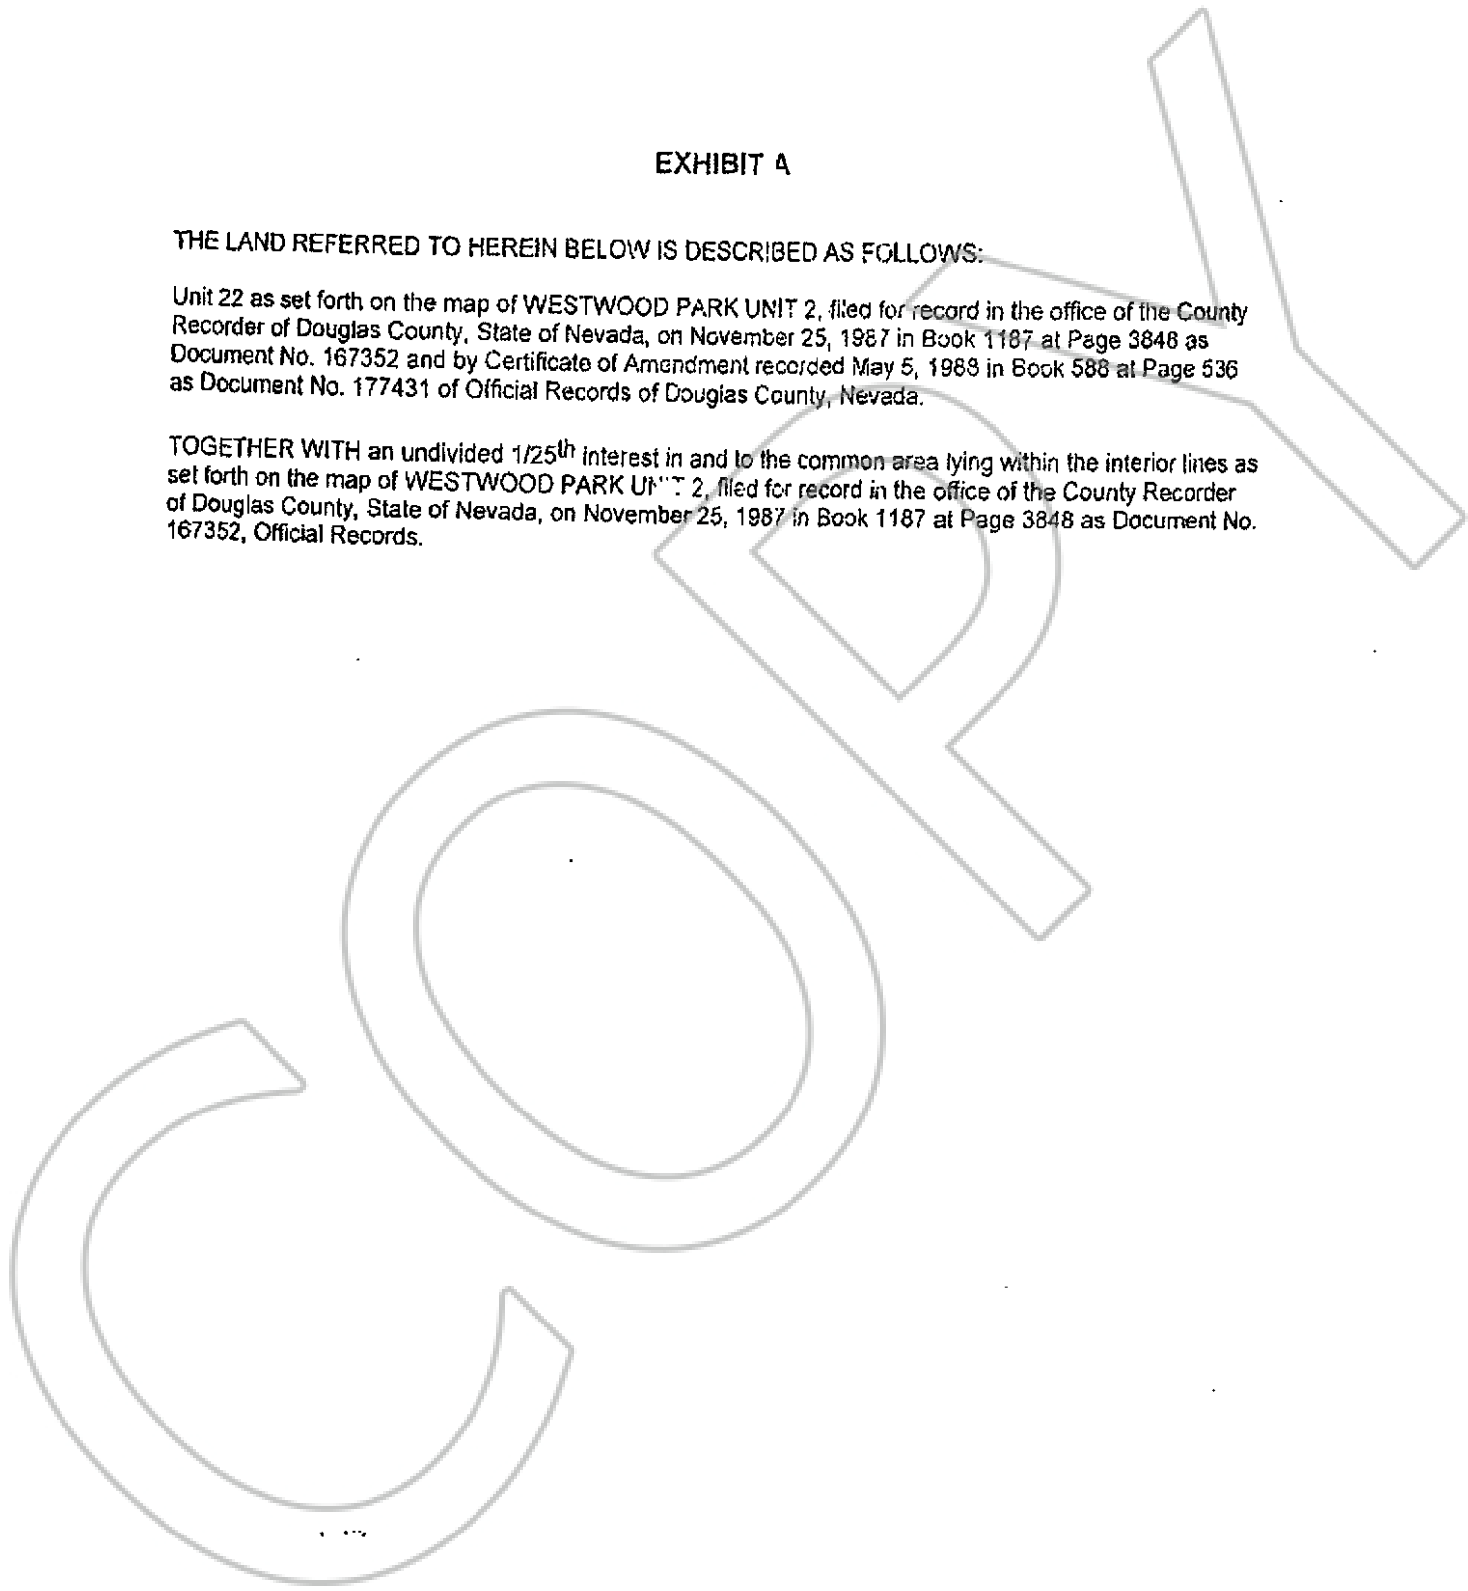 EXHIBIT A
THE LAND REFERRED TO HEREIN BELOW IS DESCRIBED AS FOLLOWS:
Unit 22 as set forth on the map of WESTWOOD PARK UNIT 2, filed for record in the office of the County
Recorder of Douglas County, State of Nevada, on November 25, 1987 in Book 1187 at Page 3848 as
Document No. 167352 and by Certificate of Amendment recorded May 5, 1988 in Book 588 at Page 536
as Document No. 177431 of Official Records of Douglas County, Nevada.
TOGETHER WITH an undivided 1/25th interest in and to the common area lying within the interior lines as
set forth on the map of WESTWOOD PARK UNIT 2, filed for record in the office of the County Recorder
of Douglas County, State of Nevada, on November 25, 1987 in Book 1187 at Page 3848 as Document No.
167352, Official Records.
COPY